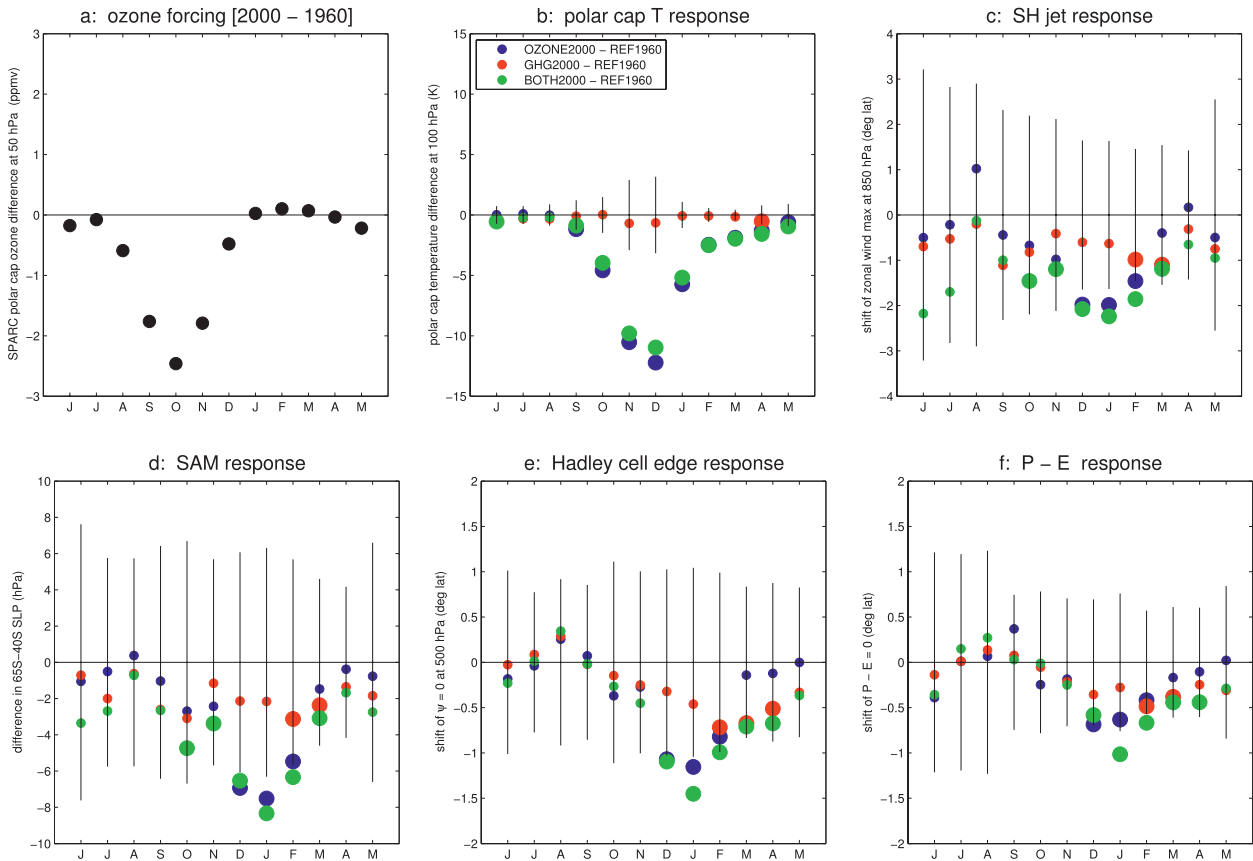 a: ozone forcing [2000 − 1960]
SPARC polar cap ozone difference at 50 hPa (ppmv)
3
2
1
0
−1
−2
−3
J J A S O N D J F M A M
b: polar cap T response
polar cap temperature difference at 100 hPa (K)
15
10
5
0
−5
−10
−15
OZONE2000 − REF1960
GHG2000 − REF1960
BOTH2000 − REF1960
J J A S O N D J F M A M
c: SH jet response
shift of zonal wind max at 850 hPa (deg lat)
4
3
2
1
0
−1
−2
−3
−4
J J A S O N D J F M A M
d: SAM response
difference in 65S−40S SLP (hPa)
10
8
6
4
2
0
−2
−4
−6
−8
−10
J J A S O N D J F M A M
e: Hadley cell edge response
shift of ψ = 0 at 500 hPa (deg lat)
2
1.5
1
0.5
0
−0.5
−1
−1.5
−2
J J A S O N D J F M A M
f: P − E response
shift of P − E = 0 (deg lat)
2
1.5
1
0.5
0
−0.5
−1
−1.5
−2
J J A S O N D J F M A M